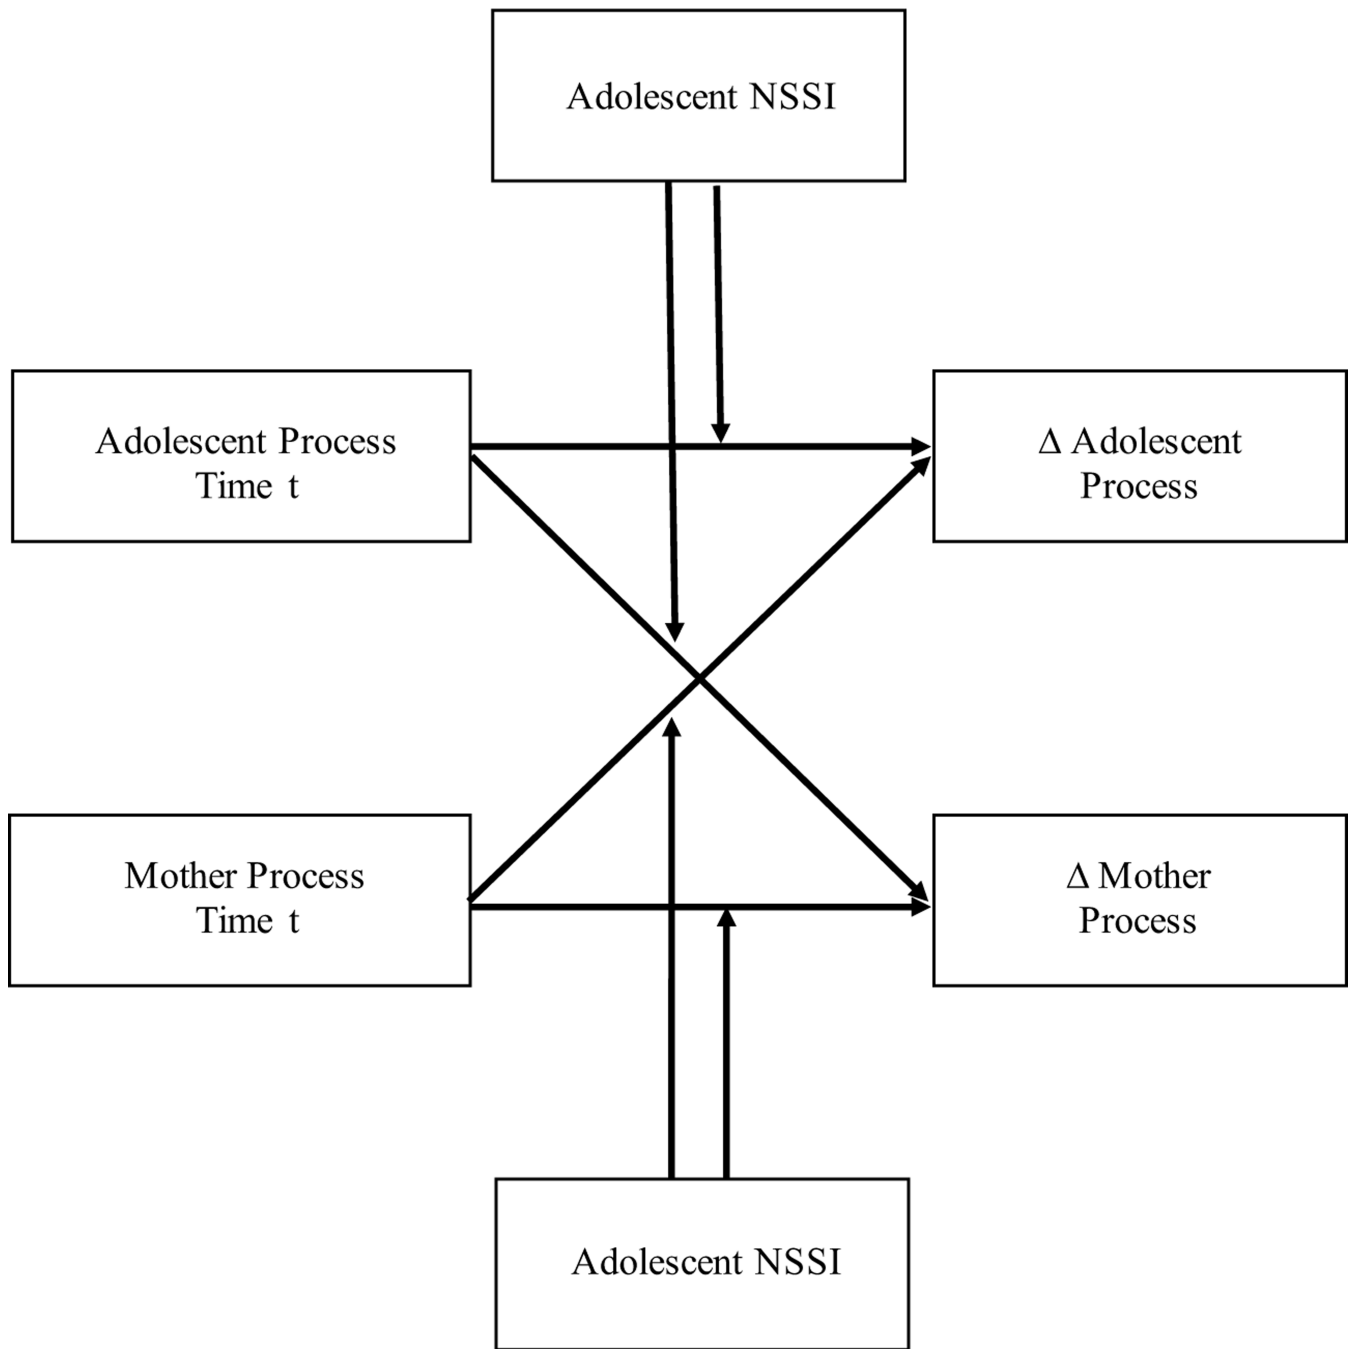 Adolescent NSSI
Adolescent Process
Time t
Δ Adolescent
Process
Mother Process
Time t
Δ Mother
Process
Adolescent NSSI